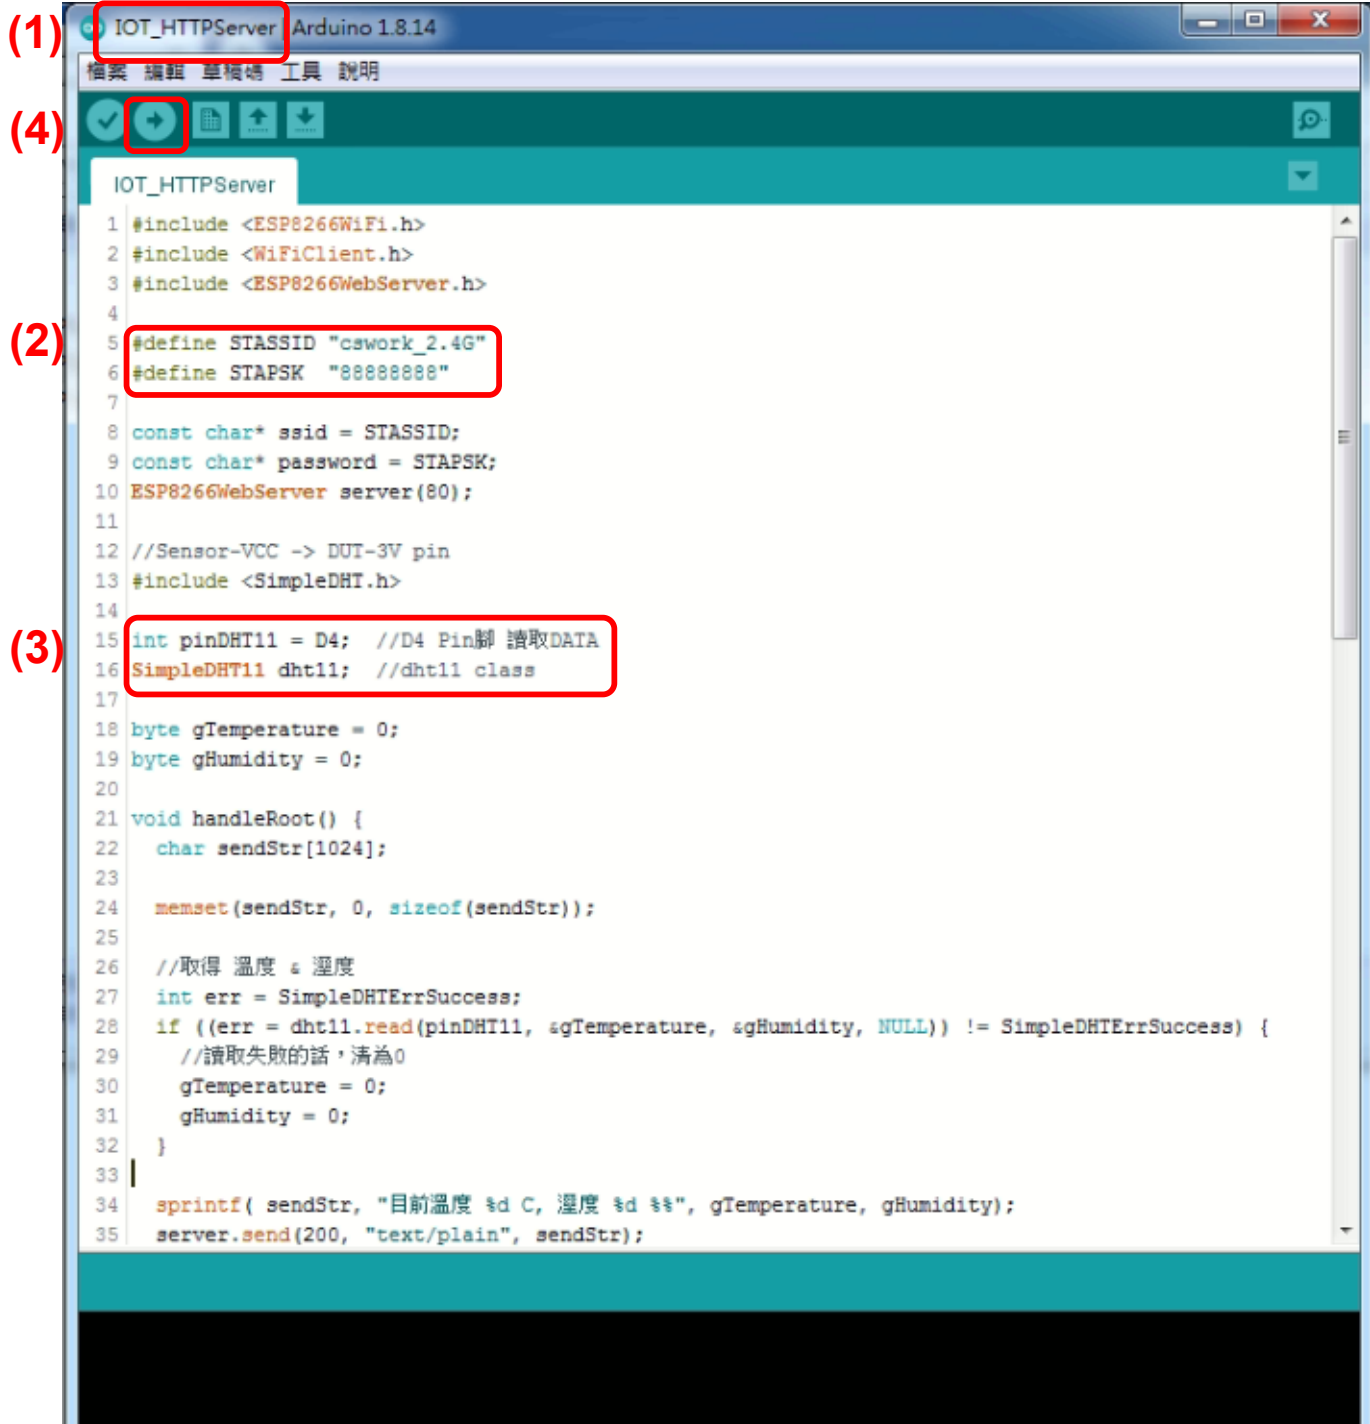 (1)
IOT_HTTPServer | Arduino 1.8.14
檔案 編輯 草稿碼 工具 說明
(4)
IOT_HTTPServer
1 #include <ESP8266WiFi.h>
2 #include <WiFiClient.h>
3 #include <ESP8266WebServer.h>
4
(2)
5 #define STASSID "cswork_2.4G"
6 #define STAPSK  "88888888"
7
8 const char* ssid = STASSID;
9 const char* password = STAPSK;
10 ESP8266WebServer server(80);
11
12 //Sensor-VCC -> DUT-3V pin
13 #include <SimpleDHT.h>
14
(3)
15 int pinDHT11 = D4;  //D4 Pin腳 讀取DATA
16 SimpleDHT11 dht11;  //dht11 class
17
18 byte gTemperature = 0;
19 byte gHumidity = 0;
20
21 void handleRoot() {
22   char sendStr[1024];
23
24   memset(sendStr, 0, sizeof(sendStr));
25
26   //取得 溫度 & 溼度
27   int err = SimpleDHTErrSuccess;
28   if ((err = dht11.read(pinDHT11, &gTemperature, &gHumidity, NULL)) != SimpleDHTErrSuccess) {
29     //讀取失敗的話，清為0
30     gTemperature = 0;
31     gHumidity = 0;
32   }
33
34   sprintf( sendStr, "目前溫度 %d C, 溼度 %d %%", gTemperature, gHumidity);
35   server.send(200, "text/plain", sendStr);